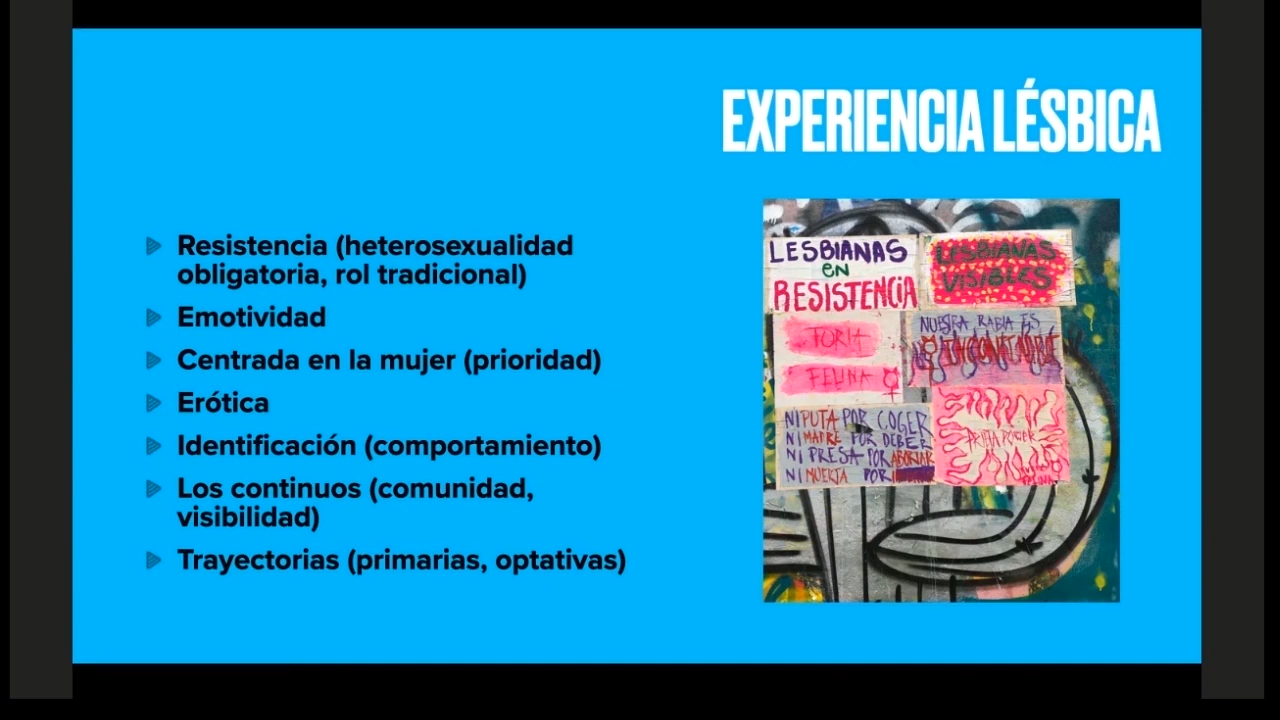 EXPERIENCIA LÉSBICA
Resistencia (heterosexualidad
obligatoria, rol tradicional)
Emotividad
Centrada en la mujer (prioridad)
Erótica
Identificación (comportamiento)
Los continuos (comunidad,
visibilidad)
Trayectorias (primarias, optativas)
LESBIANAS
en
RESISTENCIA
LESBIANAS
VISIBLES
FURIA
FELINA
NUESTRA RABIA ES
INCONTENIBLE
NI PUTA POR COGER
NI MADRE POR DEBER
NI PRESA POR ABORTAR
NI MUERTA POR